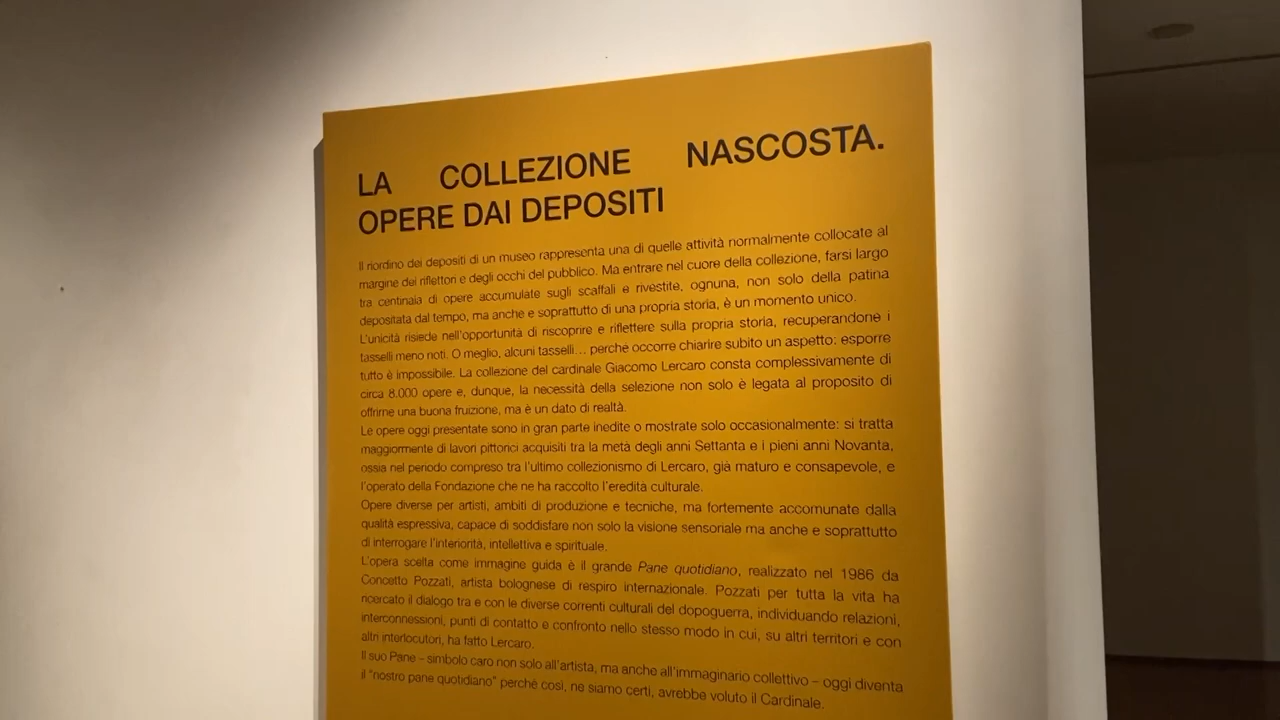 LA COLLEZIONE NASCOSTA.
OPERE DAI DEPOSITI
Il riordino dei depositi di un museo rappresenta una di quelle attività normalmente collocate al
margine dei riflettori e degli occhi del pubblico. Ma entrare nel cuore della collezione, farsi largo
tra centinaia di opere accumulate sugli scaffali e rivestite, ognuna, non solo della patina
depositata dal tempo, ma anche e soprattutto di una propria storia, è un momento unico.
L'unicità risiede nell'opportunità di riscoprire e riflettere sulla propria storia, recuperandone i
tasselli meno noti. O meglio, alcuni tasselli… perché occorre chiarire subito un aspetto: esporre
tutto è impossibile. La collezione del cardinale Giacomo Lercaro consta complessivamente di
circa 8.000 opere e, dunque, la necessità della selezione non solo è legata al proposito di
offrirne una buona fruizione, ma è un dato di realtà.
Le opere oggi presentate sono in gran parte inedite o mostrate solo occasionalmente: si tratta
maggiormente di lavori pittorici acquisiti tra la metà degli anni Settanta e i pieni anni Novanta,
ossia nel periodo compreso tra l'ultimo collezionismo di Lercaro, già maturo e consapevole, e
l'operato della Fondazione che ne ha raccolto l'eredità culturale.
Opere diverse per artisti, ambiti di produzione e tecniche, ma fortemente accomunate dalla
qualità espressiva, capace di soddisfare non solo la visione sensoriale ma anche e soprattutto
di interrogare l'interiorità, intellettiva e spirituale.
L'opera scelta come immagine guida è il grande Pane quotidiano, realizzato nel 1986 da
Concetto Pozzati, artista bolognese di respiro internazionale. Pozzati per tutta la vita ha
ricercato il dialogo tra e con le diverse correnti culturali del dopoguerra, individuando relazioni,
interconnessioni, punti di contatto e confronto nello stesso modo in cui, su altri territori e con
altri interlocutori, ha fatto Lercaro.
Il suo Pane – simbolo caro non solo all'artista, ma anche all'immaginario collettivo – oggi diventa
il "nostro pane quotidiano" perché così, ne siamo certi, avrebbe voluto il Cardinale.